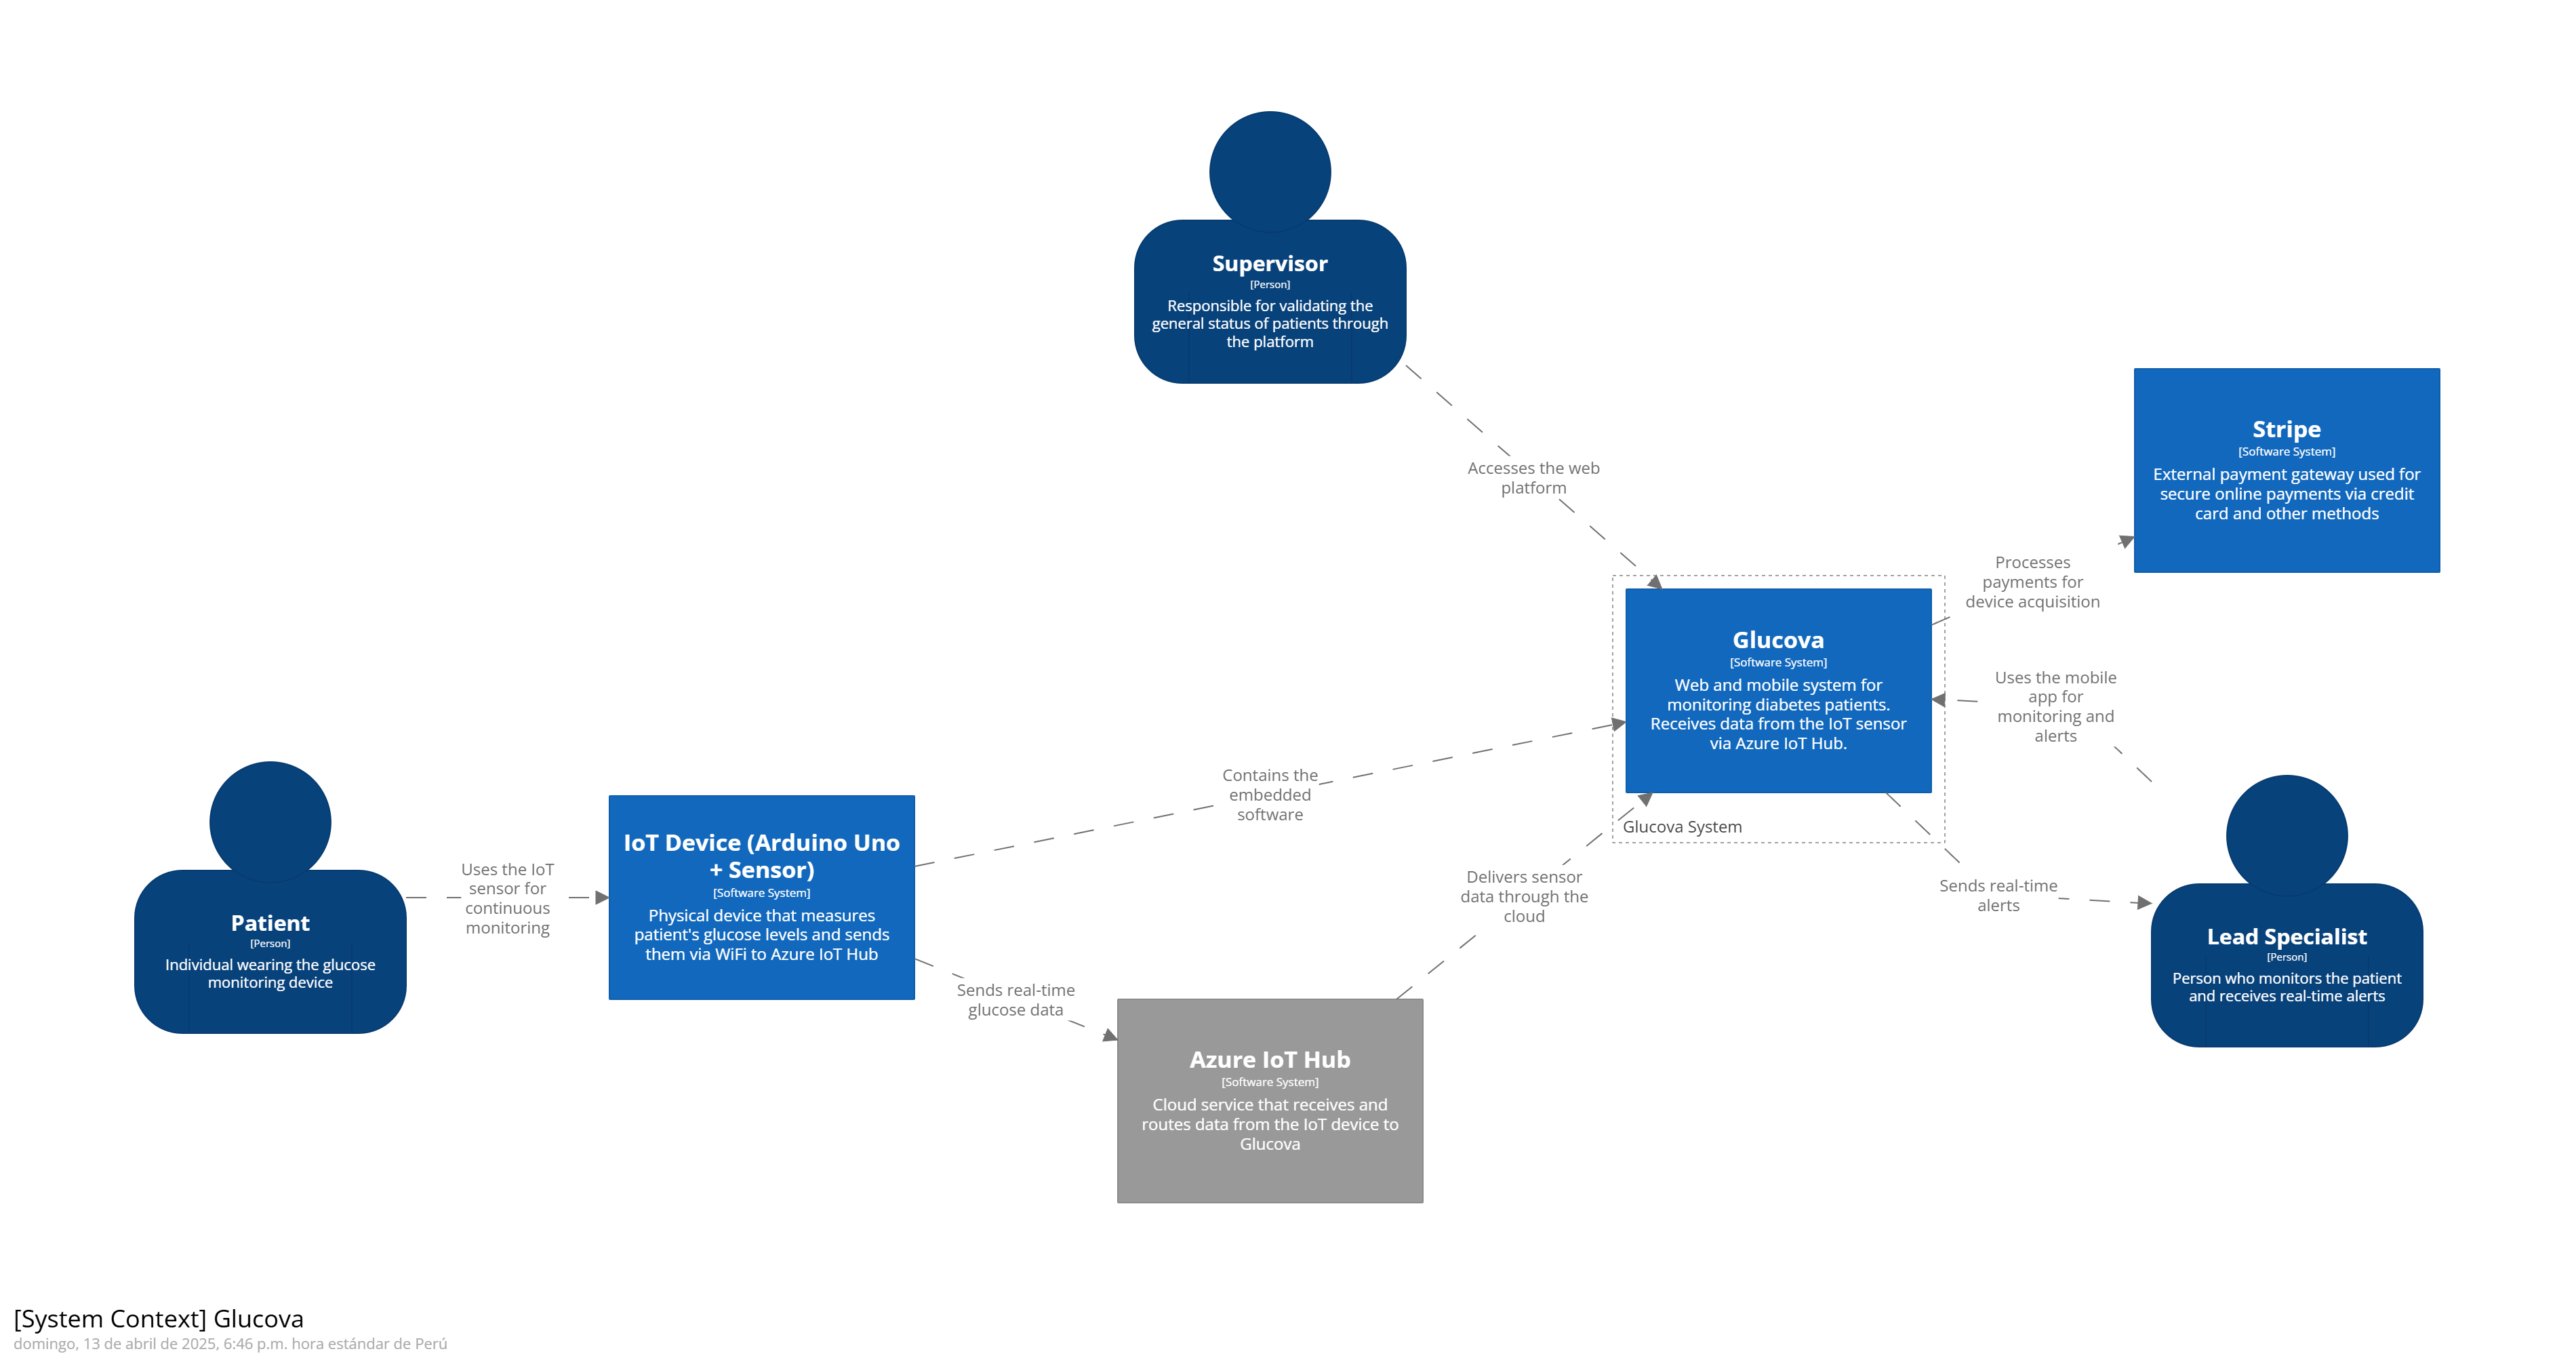 Supervisor
[Person]
Responsible for validating the
general status of patients through
the platform
Accesses the web
platform
Stripe
[Software System]
External payment gateway used for
secure online payments via credit
card and other methods
Processes
payments for
device acquisition
Glucova
[Software System]
Web and mobile system for
monitoring diabetes patients.
Receives data from the IoT sensor
via Azure IoT Hub.
Glucova System
Uses the mobile
app for
monitoring and
alerts
Sends real-time
alerts
Lead Specialist
[Person]
Person who monitors the patient
and receives real-time alerts
Patient
[Person]
Individual wearing the glucose
monitoring device
Uses the IoT
sensor for
continuous
monitoring
IoT Device (Arduino Uno
+ Sensor)
[Software System]
Physical device that measures
patient's glucose levels and sends
them via WiFi to Azure IoT Hub
Contains the
embedded
software
Sends real-time
glucose data
Delivers sensor
data through the
cloud
Azure IoT Hub
[Software System]
Cloud service that receives and
routes data from the IoT device to
Glucova
[System Context] Glucova
domingo, 13 de abril de 2025, 6:46 p.m. hora estándar de Perú